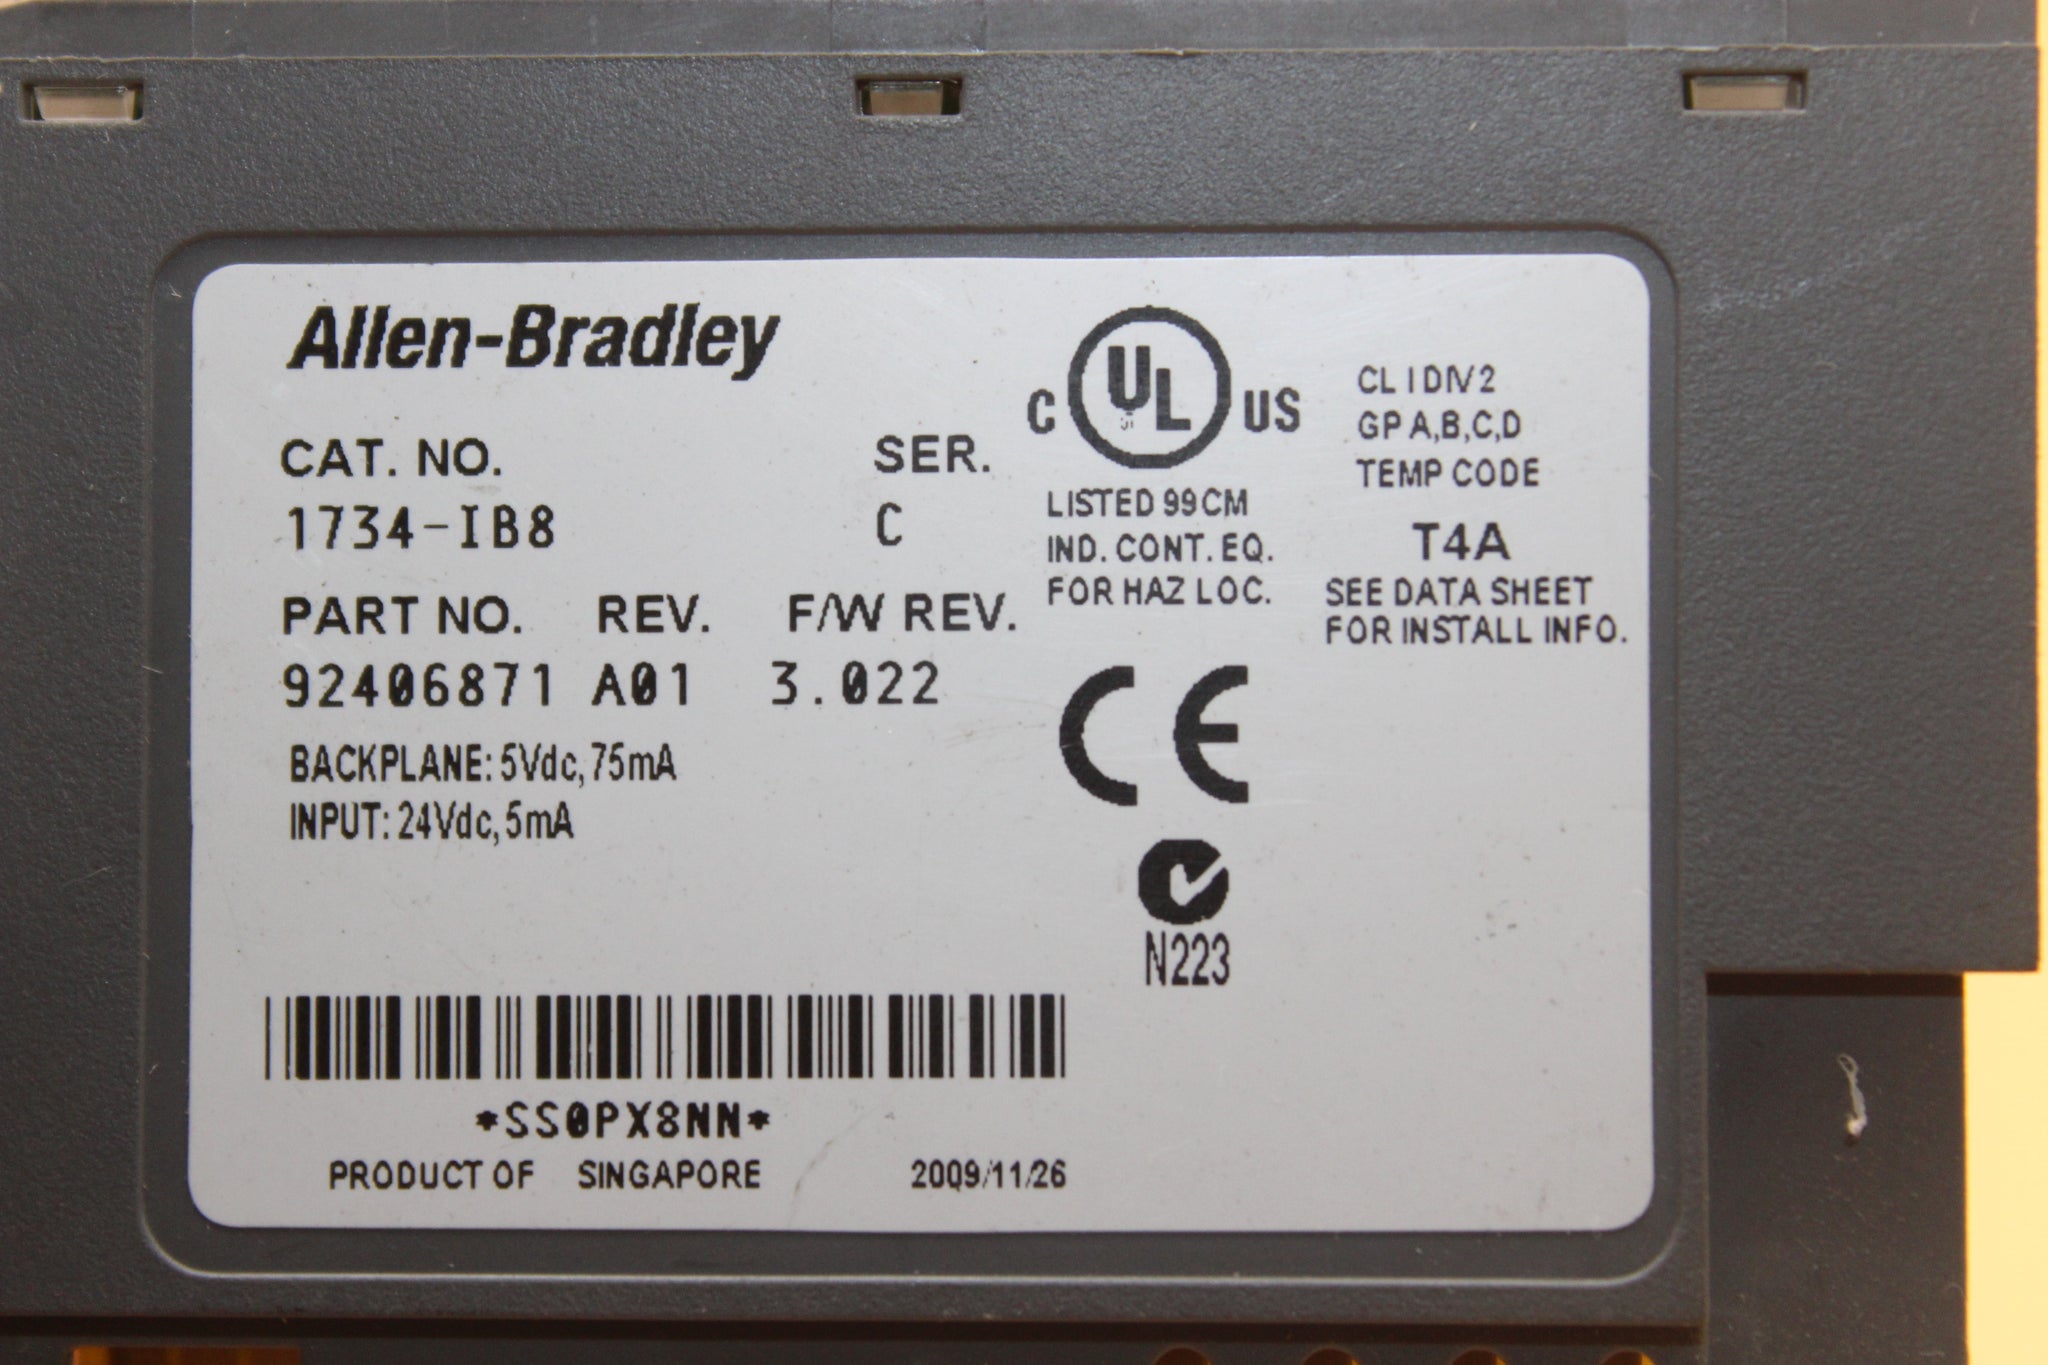 Allen-Bradley
CAT. NO. SER.
1734-IB8 C
PART NO. REV. F/W REV.
92406871 A01 3.022
BACKPLANE: 5Vdc, 75mA
INPUT: 24Vdc, 5mA
*SS0PX8NN*
PRODUCT OF SINGAPORE 2009/11/26
C UL US
LISTED 99CM
IND. CONT. EQ.
FOR HAZ LOC.
CE
N223
CL I DIV 2
GP A,B,C,D
TEMP CODE
T4A
SEE DATA SHEET
FOR INSTALL INFO.